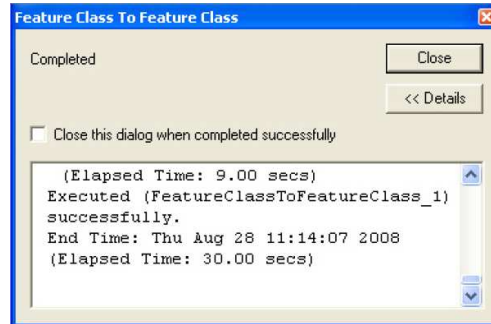 Feature Class To Feature Class
Completed
Close
<< Details
Close this dialog when completed successfully
(Elapsed Time: 9.00 secs)
Executed (FeatureClassToFeatureClass_1)
successfully.
End Time: Thu Aug 28 11:14:07 2008
(Elapsed Time: 30.00 secs)